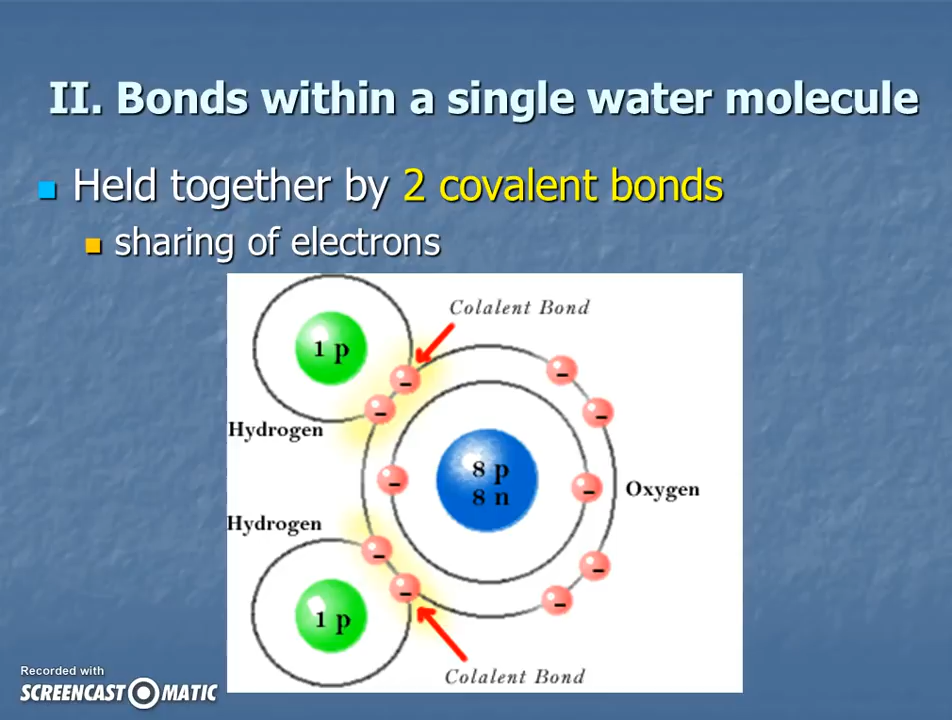 II. Bonds within a single water molecule
Held together by 2 covalent bonds
sharing of electrons
Colalent Bond
1 p
-
-
-
-
Hydrogen
8 p
8 n
-
-
Oxygen
Hydrogen
-
-
-
-
1 p
Colalent Bond
Recorded with
SCREENCAST MATIC